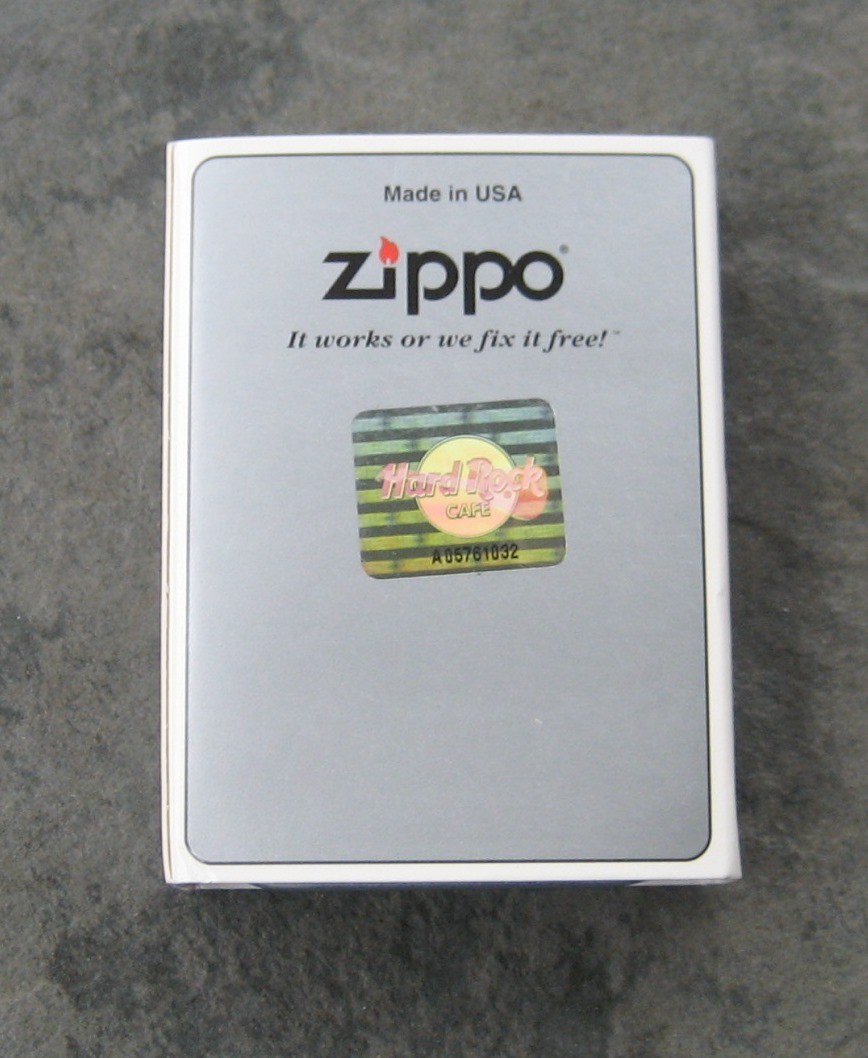 Made in USA
zippo®
It works or we fix it free!™
Hard Rock
CAFE
A05761032